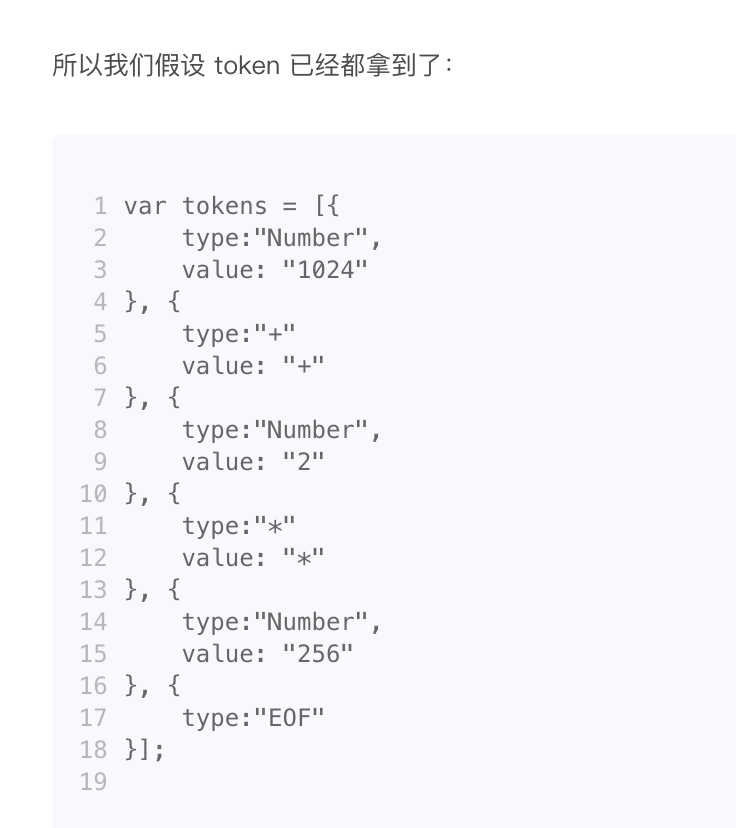 所以我们假设 token 已经都拿到了：
1 var tokens = [{
2     type:"Number",
3     value: "1024"
4 }, {
5     type:"+"
6     value: "+"
7 }, {
8     type:"Number",
9     value: "2"
10 }, {
11     type:"*"
12     value: "*"
13 }, {
14     type:"Number",
15     value: "256"
16 }, {
17     type:"EOF"
18 }];
19